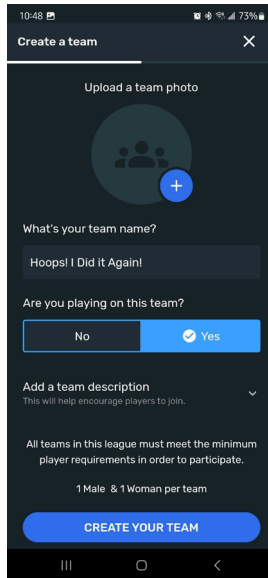 10:48 73%
Create a team
Upload a team photo
What's your team name?
Hoops! I Did it Again!
Are you playing on this team?
No Yes
Add a team description
This will help encourage players to join.
All teams in this league must meet the minimum
player requirements in order to participate.
1 Male & 1 Woman per team
CREATE YOUR TEAM